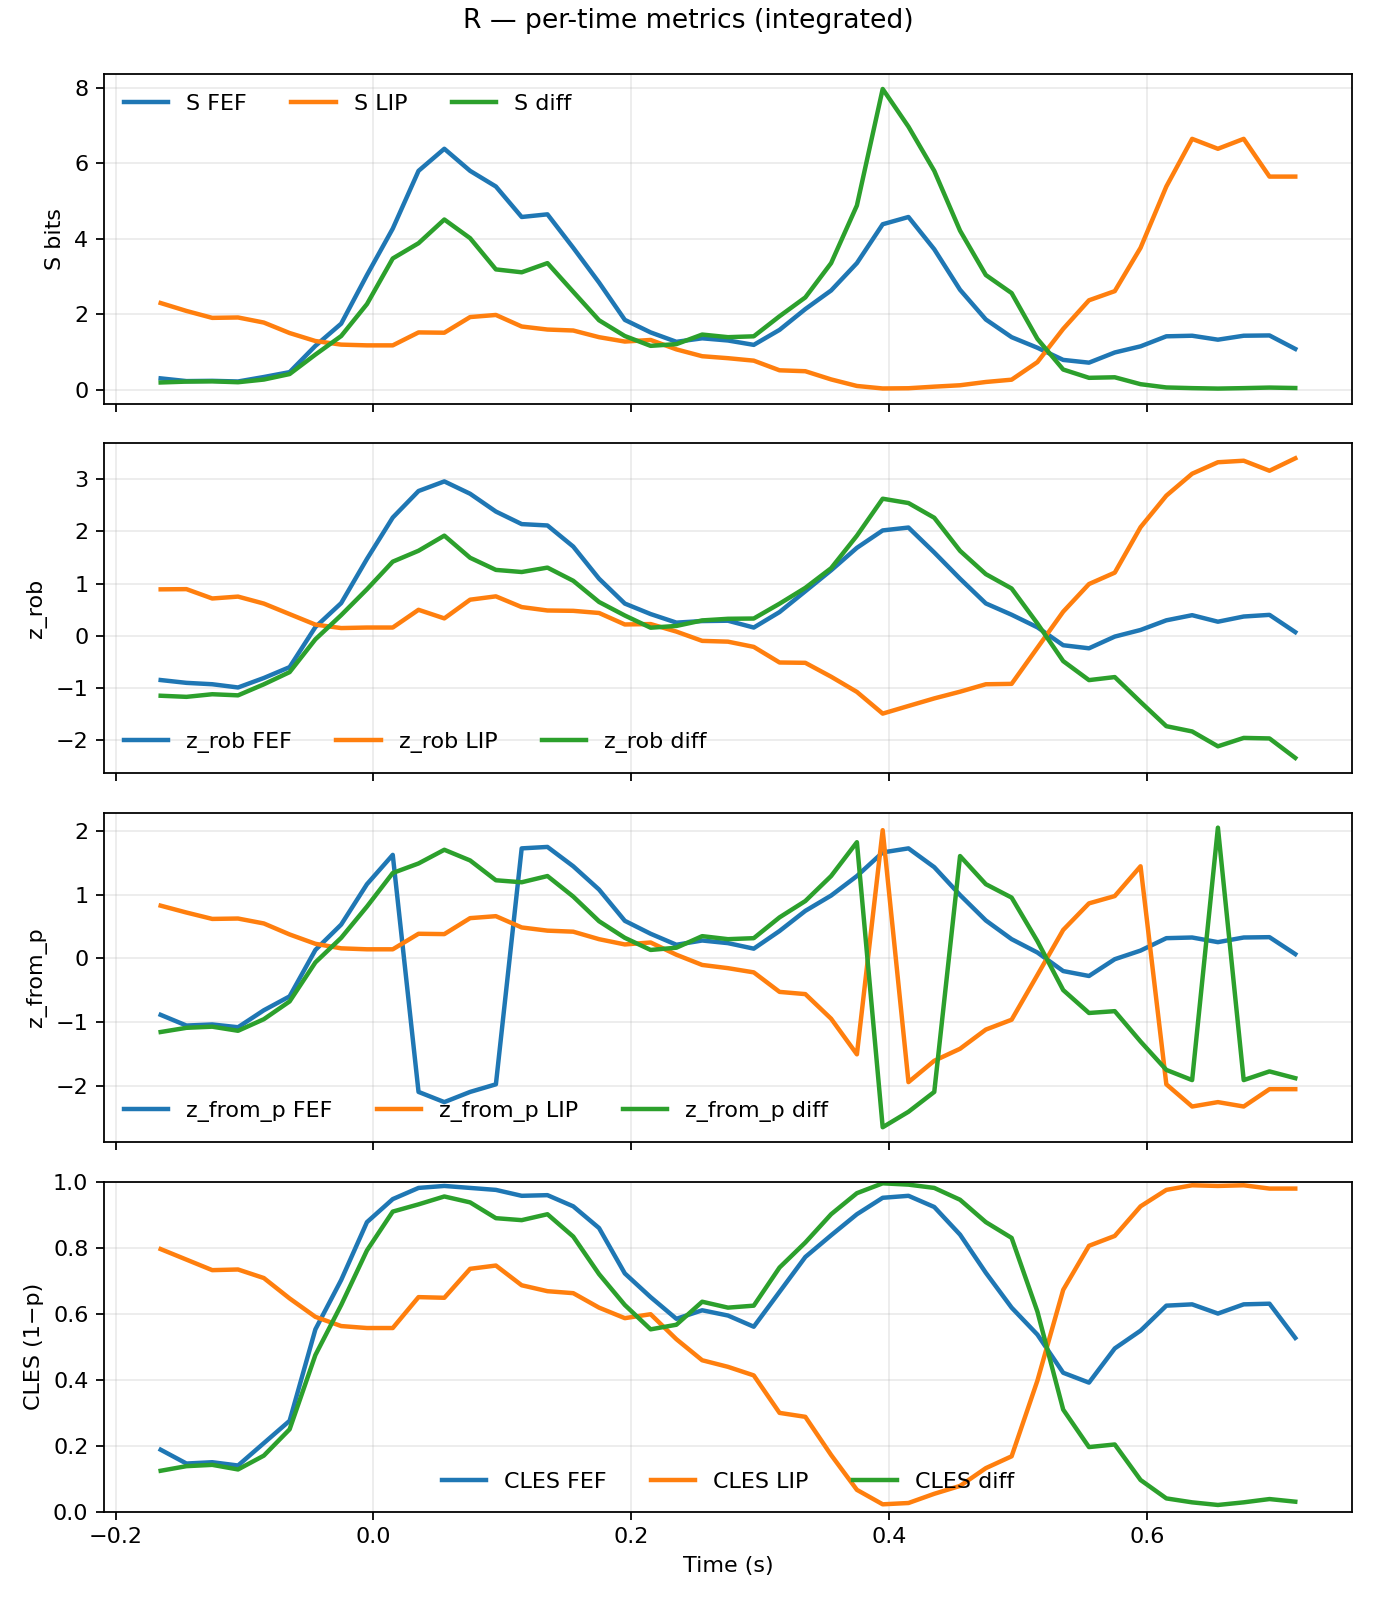 R — per-time metrics (integrated)
8
6
4
2
0
S bits
S FEF S LIP S diff
3
2
1
0
−1
−2
z_rob
z_rob FEF z_rob LIP z_rob diff
2
1
0
−1
−2
z_from_p
z_from_p FEF z_from_p LIP z_from_p diff
1.0
0.8
0.6
0.4
0.2
0.0
CLES (1−p)
CLES FEF CLES LIP CLES diff
−0.2 0.0 0.2 0.4 0.6
Time (s)